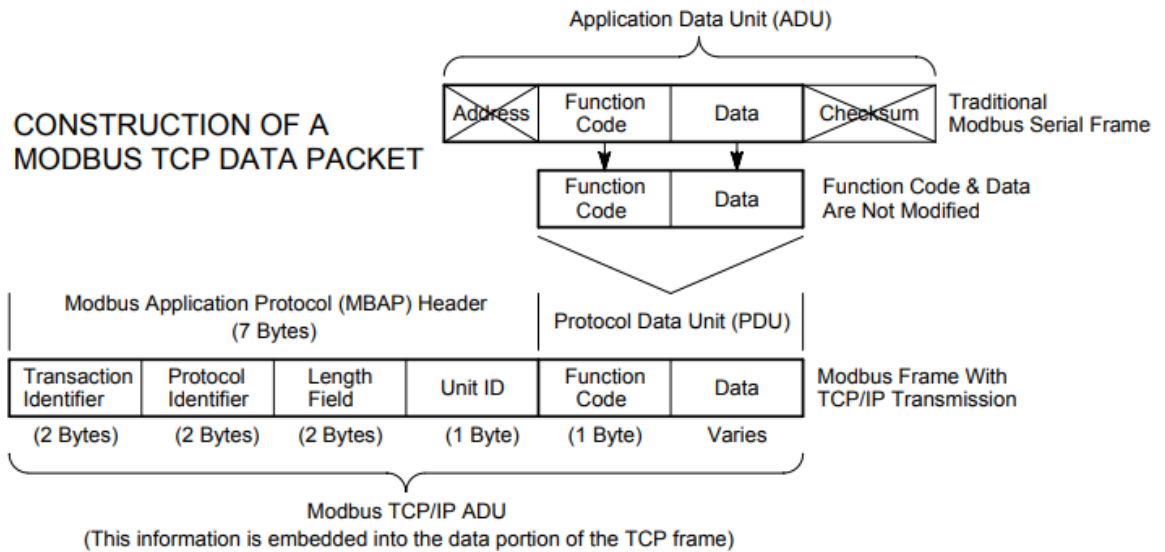 Application Data Unit (ADU)
CONSTRUCTION OF A
MODBUS TCP DATA PACKET
Address
Function
Code
Data
Checksum
Traditional
Modbus Serial Frame
Function
Code
Data
Function Code & Data
Are Not Modified
Modbus Application Protocol (MBAP) Header
(7 Bytes)
Protocol Data Unit (PDU)
Transaction
Identifier
Protocol
Identifier
Length
Field
Unit ID
Function
Code
Data
Modbus Frame With
TCP/IP Transmission
(2 Bytes)
(2 Bytes)
(2 Bytes)
(1 Byte)
(1 Byte)
Varies
Modbus TCP/IP ADU
(This information is embedded into the data portion of the TCP frame)